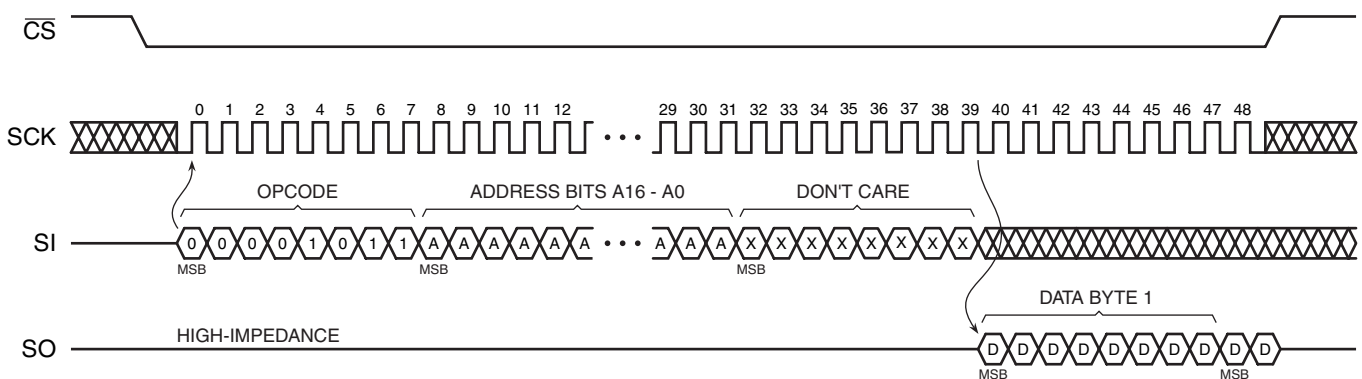 CS
0 1 2 3 4 5 6 7 8 9 10 11 12 29 30 31 32 33 34 35 36 37 38 39 40 41 42 43 44 45 46 47 48
SCK • • •
OPCODE ADDRESS BITS A16 - A0 DON'T CARE
SI 0 0 0 0 1 0 1 1 A A A A A A • • • A A A X X X X X X X X
MSB MSB MSB
DATA BYTE 1
HIGH-IMPEDANCE
SO D D D D D D D D D D
MSB MSB